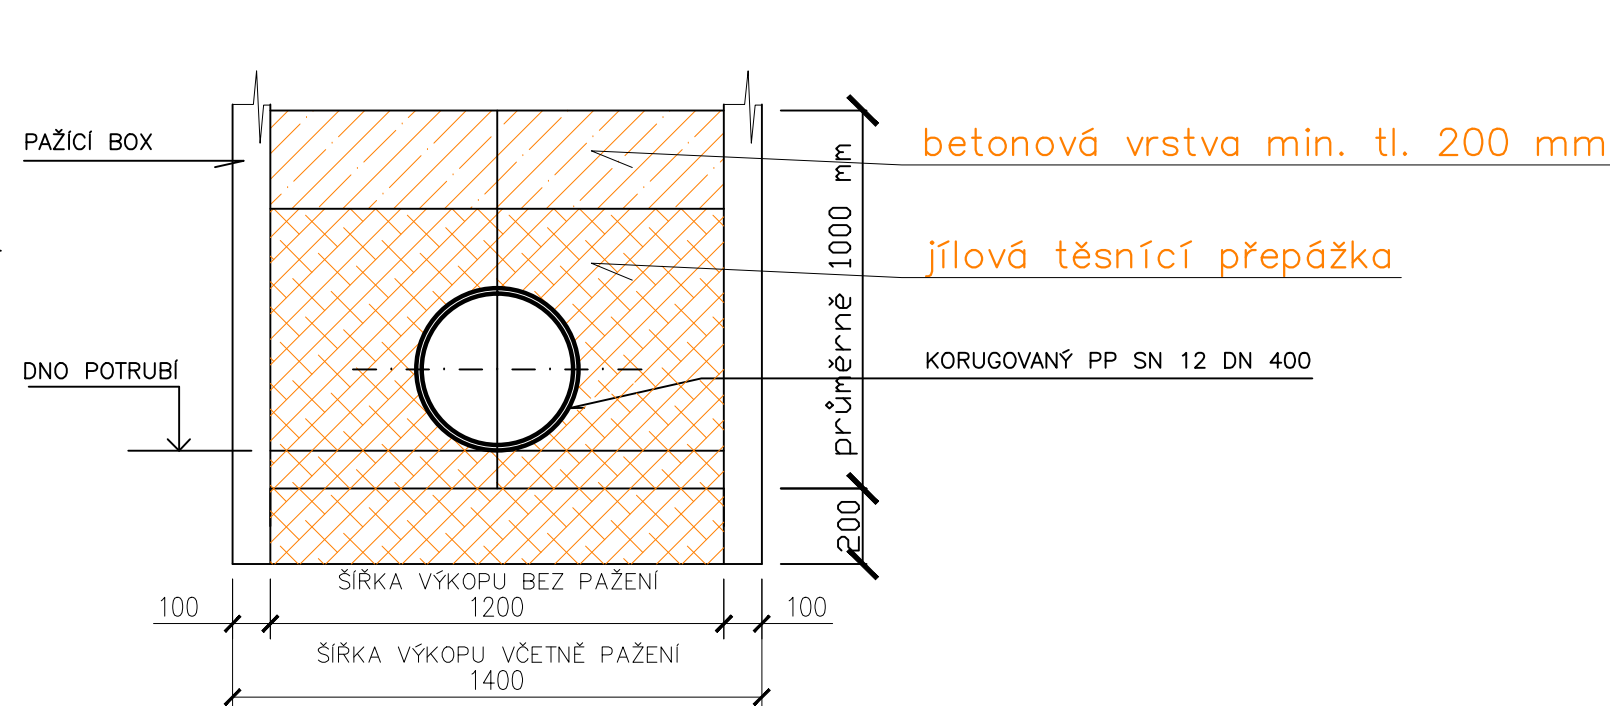 PAŽÍCÍ BOX
betonová vrstva min. tl. 200 mm
jílová těsnící přepážka
průměrně 1000 mm
DNO POTRUBÍ
KORUGOVANÝ PP SN 12 DN 400
200
ŠÍŘKA VÝKOPU BEZ PAŽENÍ
100 1200 100
ŠÍŘKA VÝKOPU VČETNĚ PAŽENÍ
1400